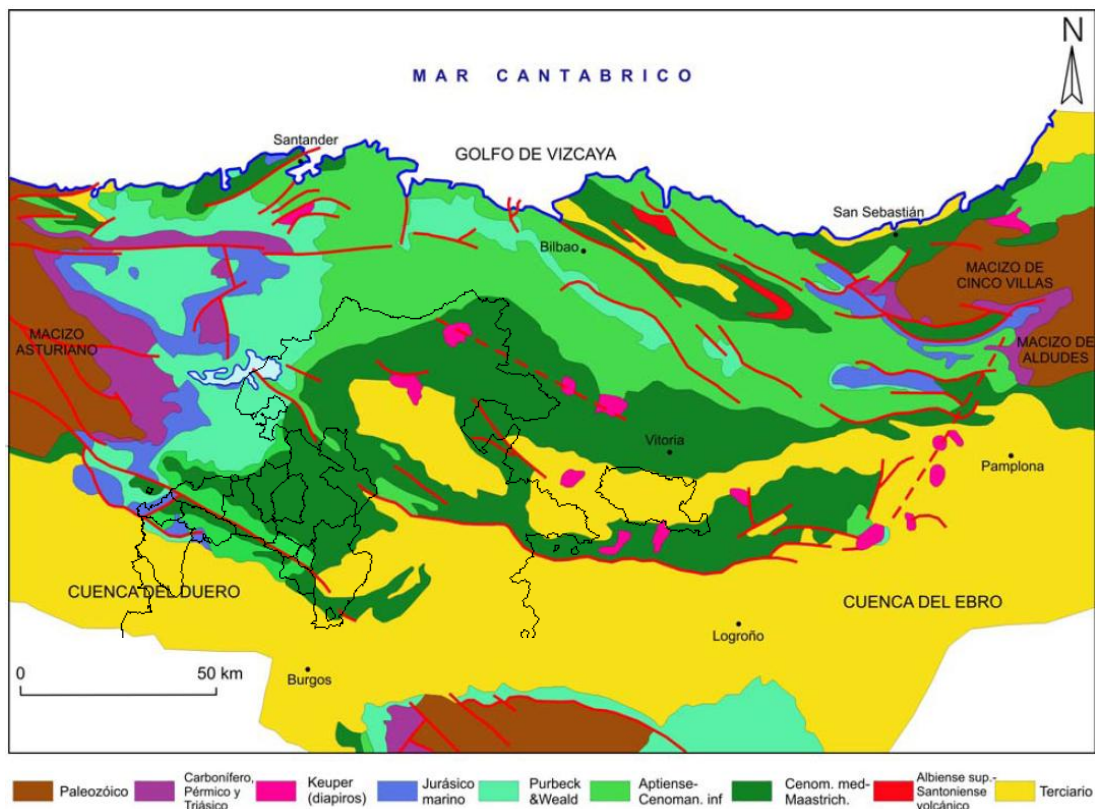 N
MAR CANTABRICO
Santander
GOLFO DE VIZCAYA
San Sebastián
Bilbao
MACIZO DE
CINCO VILLAS
MACIZO
ASTURIANO
MACIZO DE
ALDUDES
Vitoria
Pamplona
CUENCA DEL DUERO
CUENCA DEL EBRO
Logroño
0 50 km
Burgos
Paleozóico
Carbonífero,
Pérmico y
Triásico
Keuper
(diapiros)
Jurásico
marino
Purbeck
&Weald
Aptiense-
Cenoman. inf
Cenom. med-
Maastrich.
Albiense sup.-
Santoniense
volcánico
Terciario